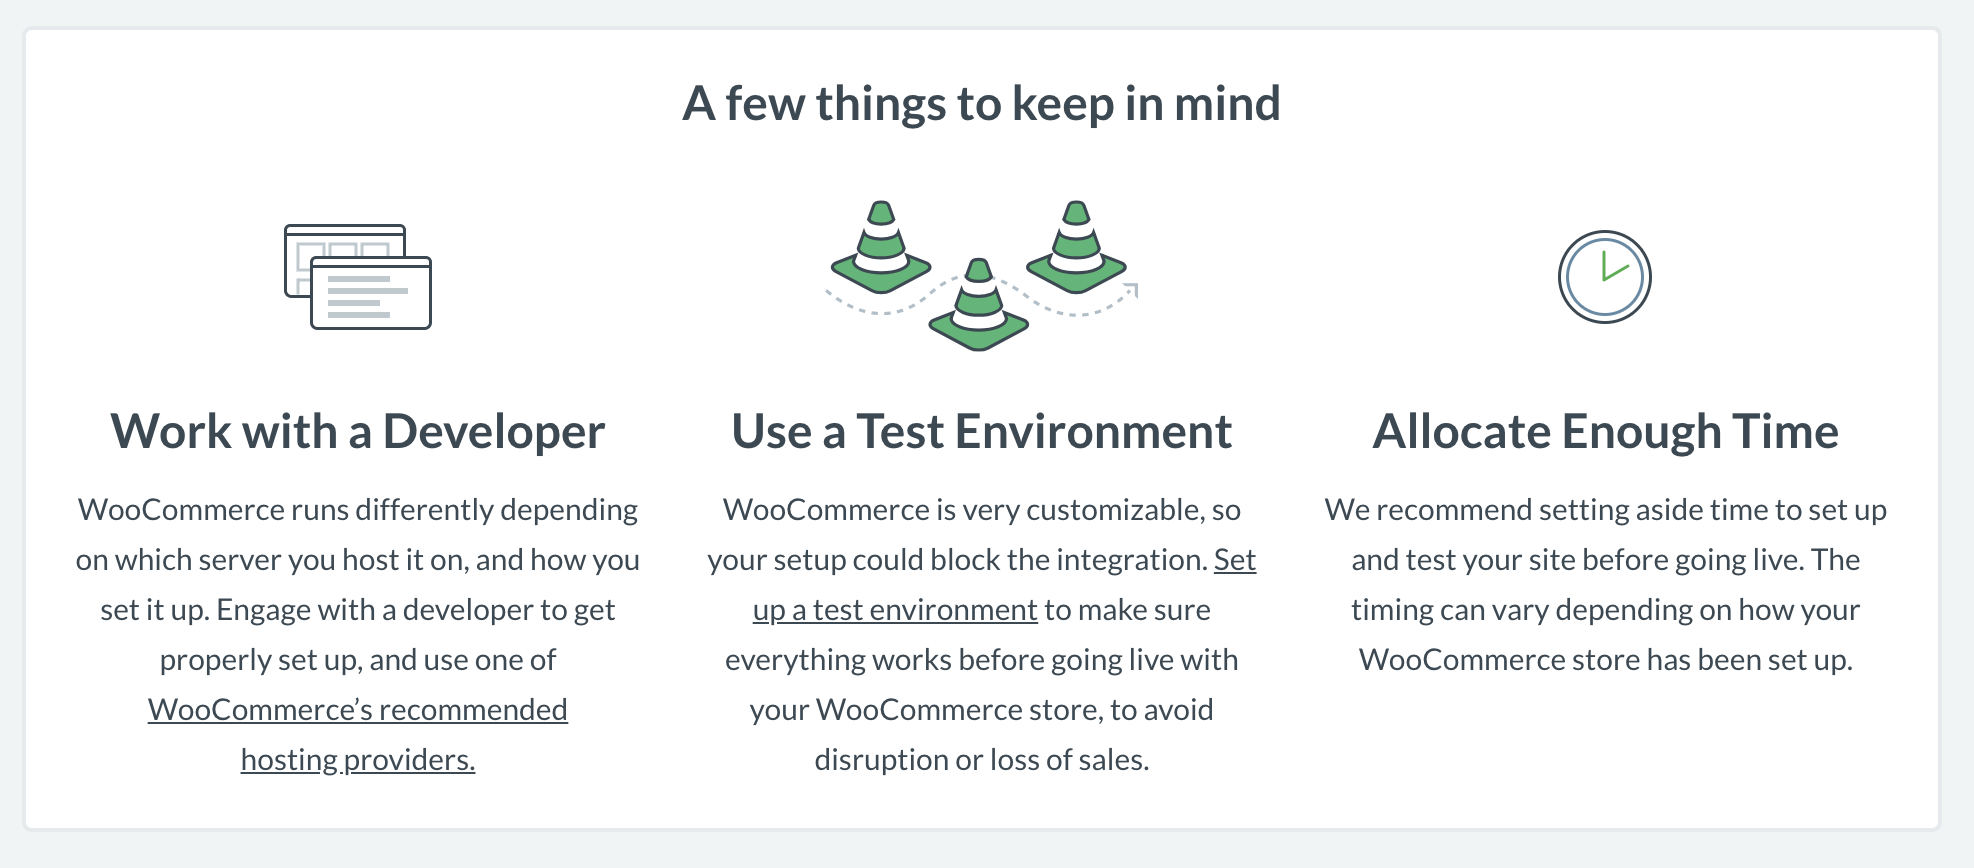 A few things to keep in mind
Work with a Developer
WooCommerce runs differently depending
on which server you host it on, and how you
set it up. Engage with a developer to get
properly set up, and use one of
WooCommerce’s recommended
hosting providers.
Use a Test Environment
WooCommerce is very customizable, so
your setup could block the integration. Set
up a test environment to make sure
everything works before going live with
your WooCommerce store, to avoid
disruption or loss of sales.
Allocate Enough Time
We recommend setting aside time to set up
and test your site before going live. The
timing can vary depending on how your
WooCommerce store has been set up.